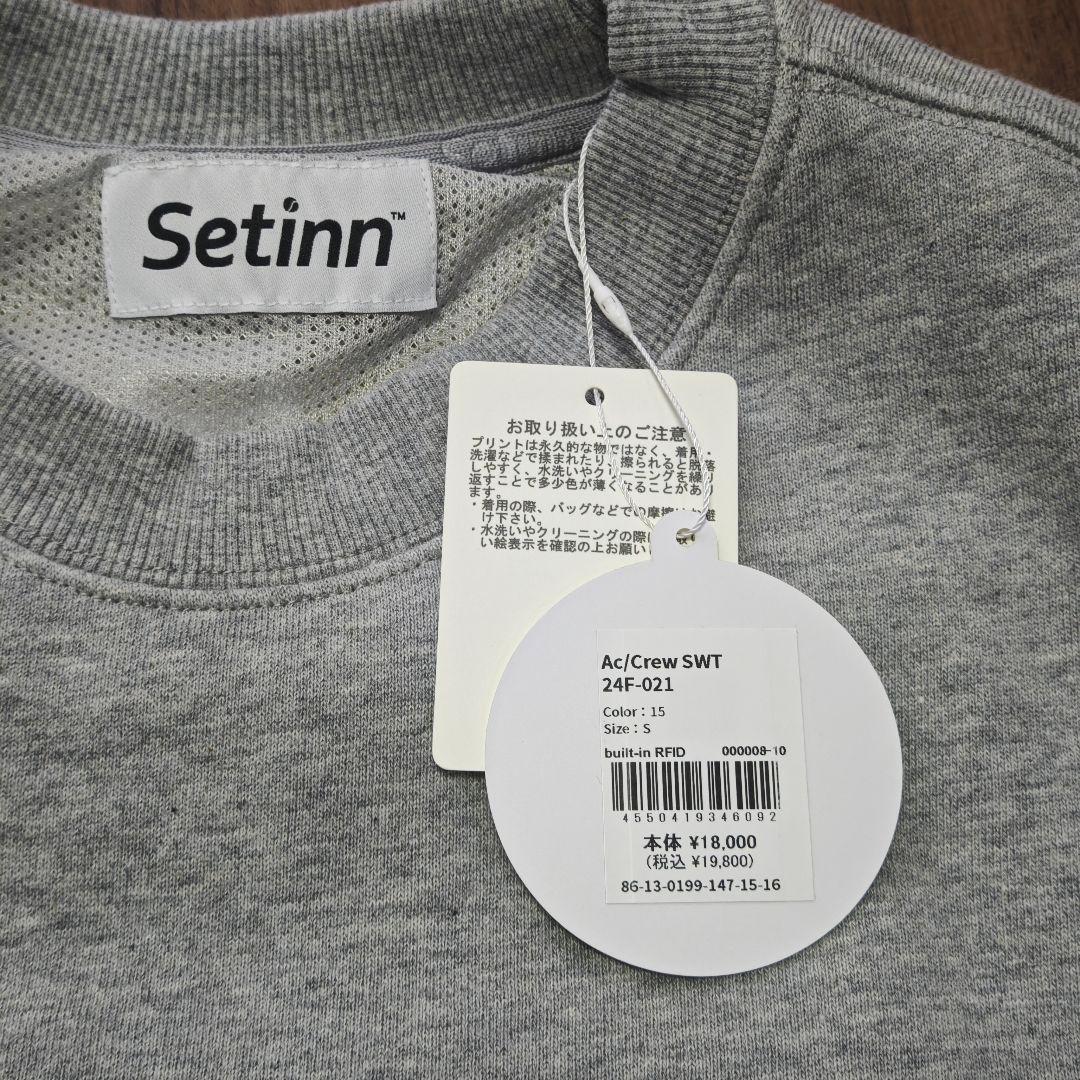 Setinn™
お取り扱い上のご注意
プリントは永久的な物ではなく、着用・
洗濯などで揉まれたり、擦られると脱落
しやすく、水洗いやクリーニングを繰り
返すことで多少色が薄くなることがあ
ます。
・着用の際、バッグなどでの摩擦
け下さい。
・水洗いやクリーニングの際は
い絵表示を確認の上お願い
Ac/Crew SWT
24F-021
Color：15
Size：S
built-in RFID 000008-10
4550419346092
本体 ¥18,000
(税込 ¥19,800)
86-13-0199-147-15-16